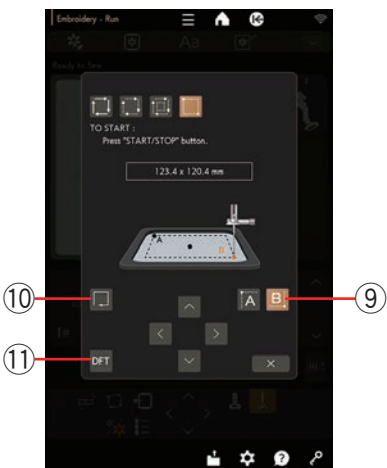 Embroidery - Run
Aa
Ready to Sew
TO START :
Press "START/STOP" button.
123.4 x 120.4 mm
A
B
⑩
A
B
⑨
⑪
DFT
×